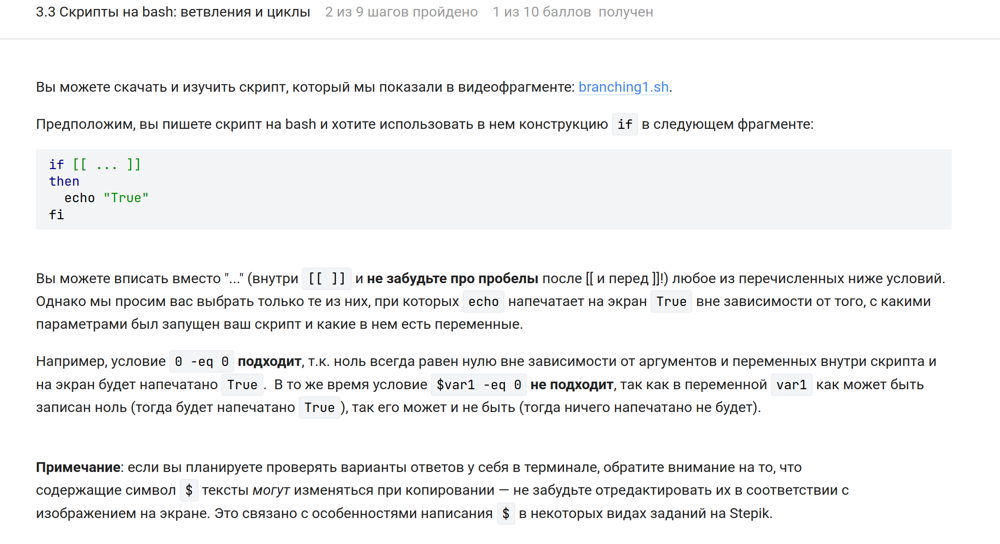 3.3 Скрипты на bash: ветвления и циклы 2 из 9 шагов пройдено 1 из 10 баллов получен
Вы можете скачать и изучить скрипт, который мы показали в видеофрагменте: branching1.sh.
Предположим, вы пишете скрипт на bash и хотите использовать в нем конструкцию if в следующем фрагменте:
if [[ ... ]]
then
  echo "True"
fi
Вы можете вписать вместо "..." (внутри [[ ]] и не забудьте про пробелы после [[ и перед ]]!) любое из перечисленных ниже условий.
Однако мы просим вас выбрать только те из них, при которых echo напечатает на экран True вне зависимости от того, с какими
параметрами был запущен ваш скрипт и какие в нем есть переменные.
Например, условие 0 -eq 0 подходит, т.к. ноль всегда равен нулю вне зависимости от аргументов и переменных внутри скрипта и
на экран будет напечатано True. В то же время условие $var1 -eq 0 не подходит, так как в переменной var1 как может быть
записан ноль (тогда будет напечатано True), так его может и не быть (тогда ничего напечатано не будет).
Примечание: если вы планируете проверять варианты ответов у себя в терминале, обратите внимание на то, что
содержащие символ $ тексты могут изменяться при копировании — не забудьте отредактировать их в соответствии с
изображением на экране. Это связано с особенностями написания $ в некоторых видах заданий на Stepik.